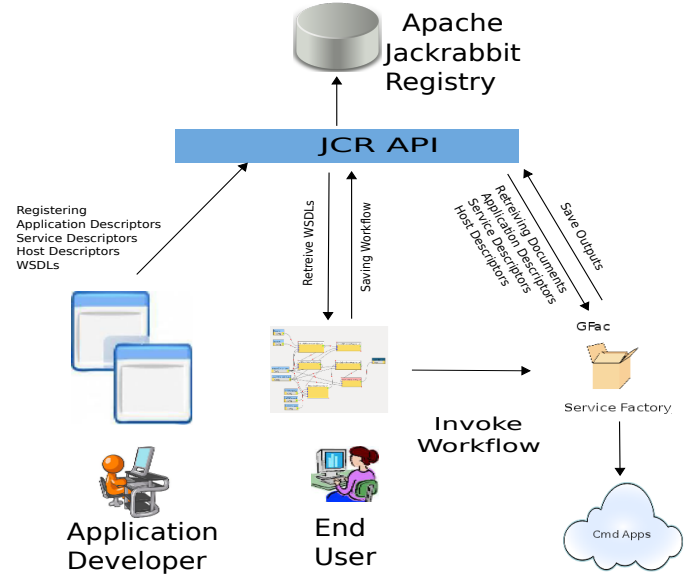 Apache
Jackrabbit
Registry
JCR API
Registering
Application Descriptors
Service Descriptors
Host Descriptors
WSDLs
Retreive WSDLs
Saving Workflow
Retreiving Documents
Application Descriptors
Service Descriptors
Host Descriptors
Save Outputs
GFac
Service Factory
Invoke
Workflow
Cmd Apps
Application
Developer
End
User